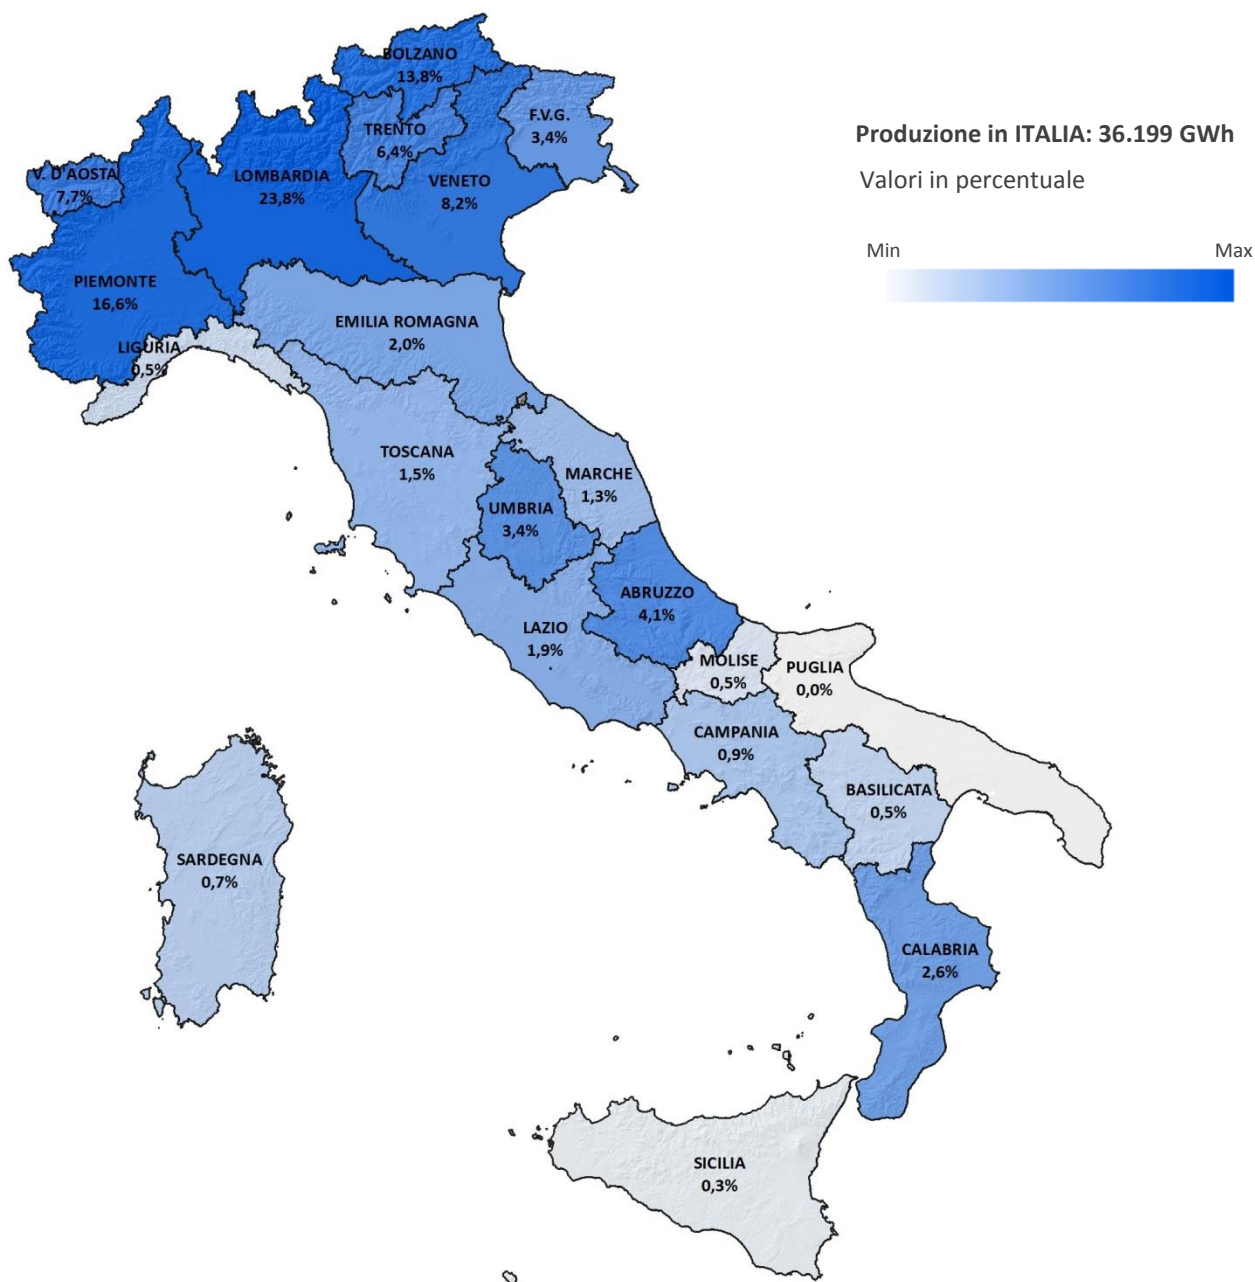 BOLZANO
13,8%
F.V.G.
3,4%
TRENTO
6,4%
V. D'AOSTA
7,7%
LOMBARDIA
23,8%
VENETO
8,2%
Produzione in ITALIA: 36.199 GWh
Valori in percentuale
Min
Max
PIEMONTE
16,6%
EMILIA ROMAGNA
2,0%
LIGURIA
0,5%
TOSCANA
1,5%
MARCHE
1,3%
UMBRIA
3,4%
ABRUZZO
4,1%
LAZIO
1,9%
MOLISE
0,5%
PUGLIA
0,0%
CAMPANIA
0,9%
BASILICATA
0,5%
SARDEGNA
0,7%
CALABRIA
2,6%
SICILIA
0,3%